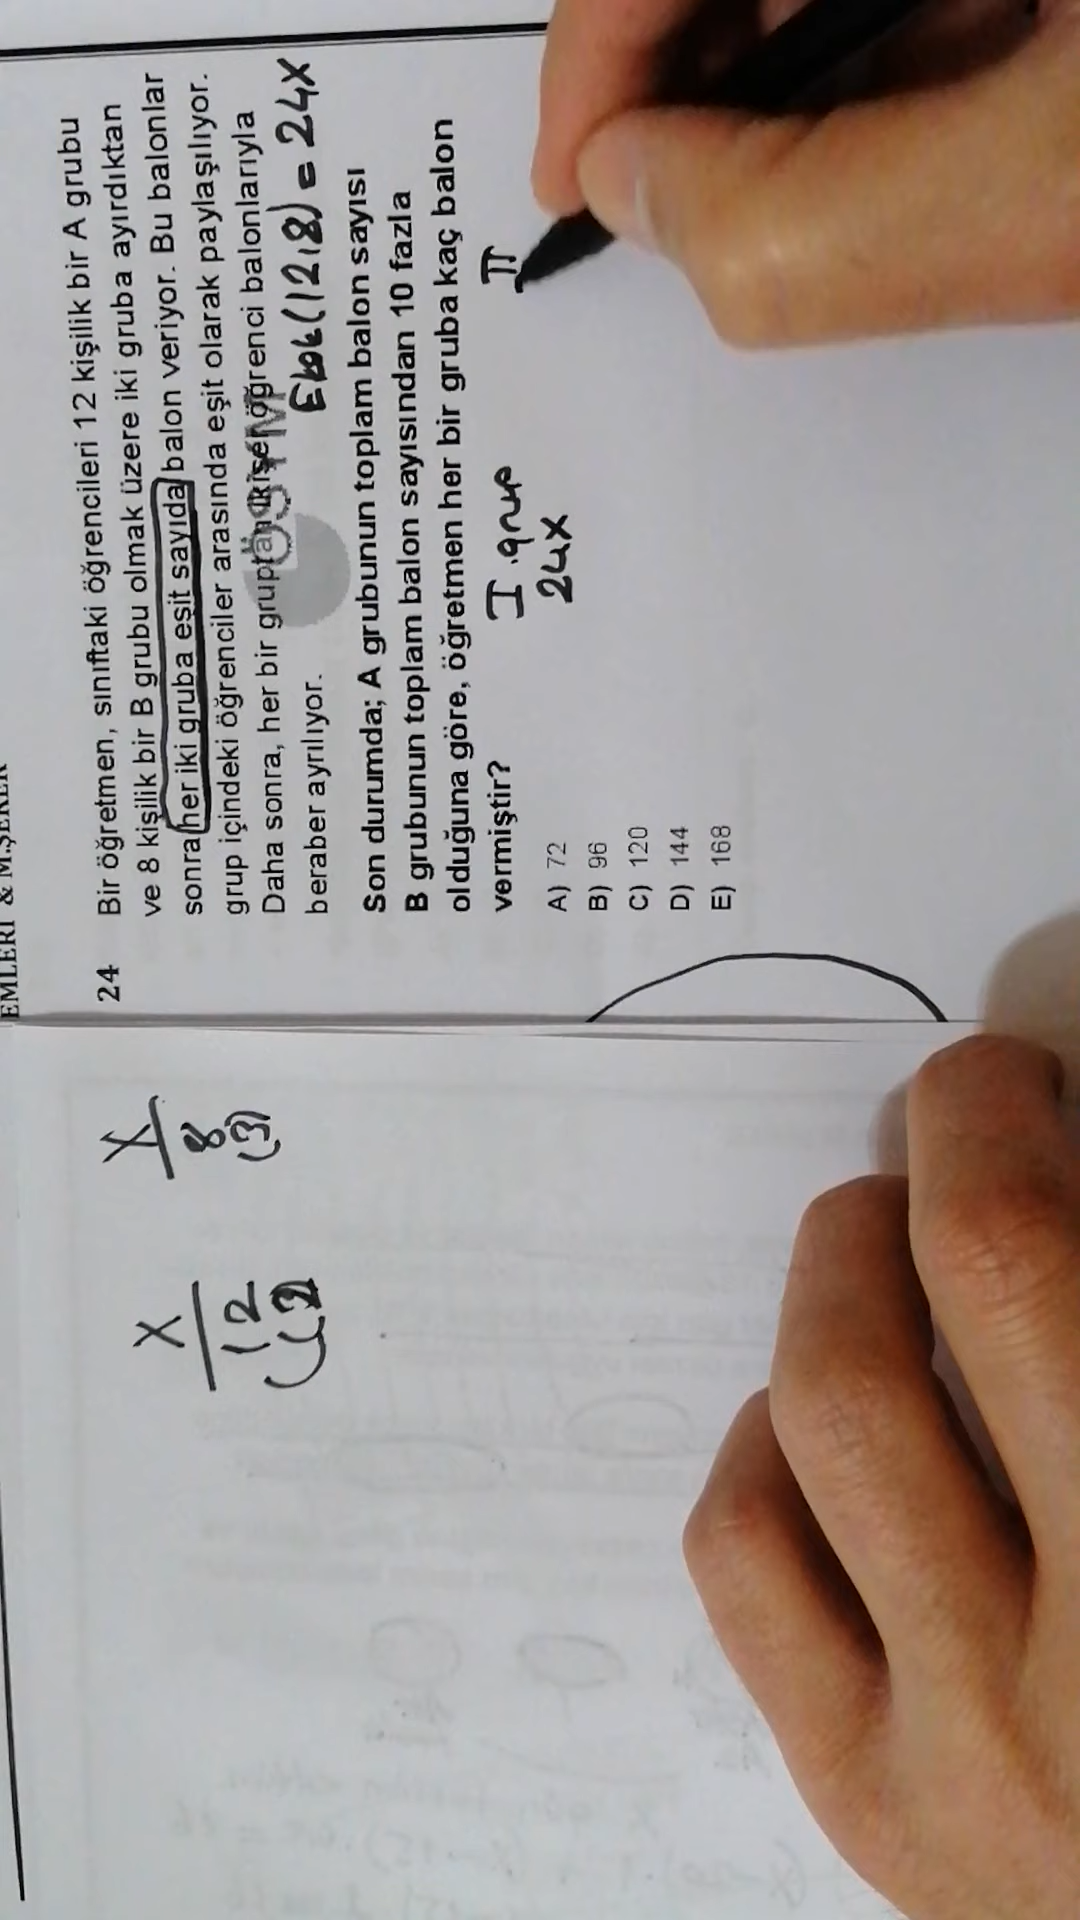 EMLERİ & M.ŞEKER
24 Bir öğretmen, sınıftaki öğrencileri 12 kişilik bir A grubu
ve 8 kişilik bir B grubu olmak üzere iki gruba ayırdıktan
sonra her iki gruba eşit sayıda balon veriyor. Bu balonlar
grup içindeki öğrenciler arasında eşit olarak paylaşılıyor.
Daha sonra, her bir gruptan ikişer öğrenci balonlarıyla
beraber ayrılıyor.
Ekok(12,8) = 24X
Son durumda; A grubunun toplam balon sayısı
B grubunun toplam balon sayısından 10 fazla
olduğuna göre, öğretmen her bir gruba kaç balon
vermiştir?
I. grup II
24X
A) 72
B) 96
C) 120
D) 144
E) 168
X X
12 8
(2) (3)